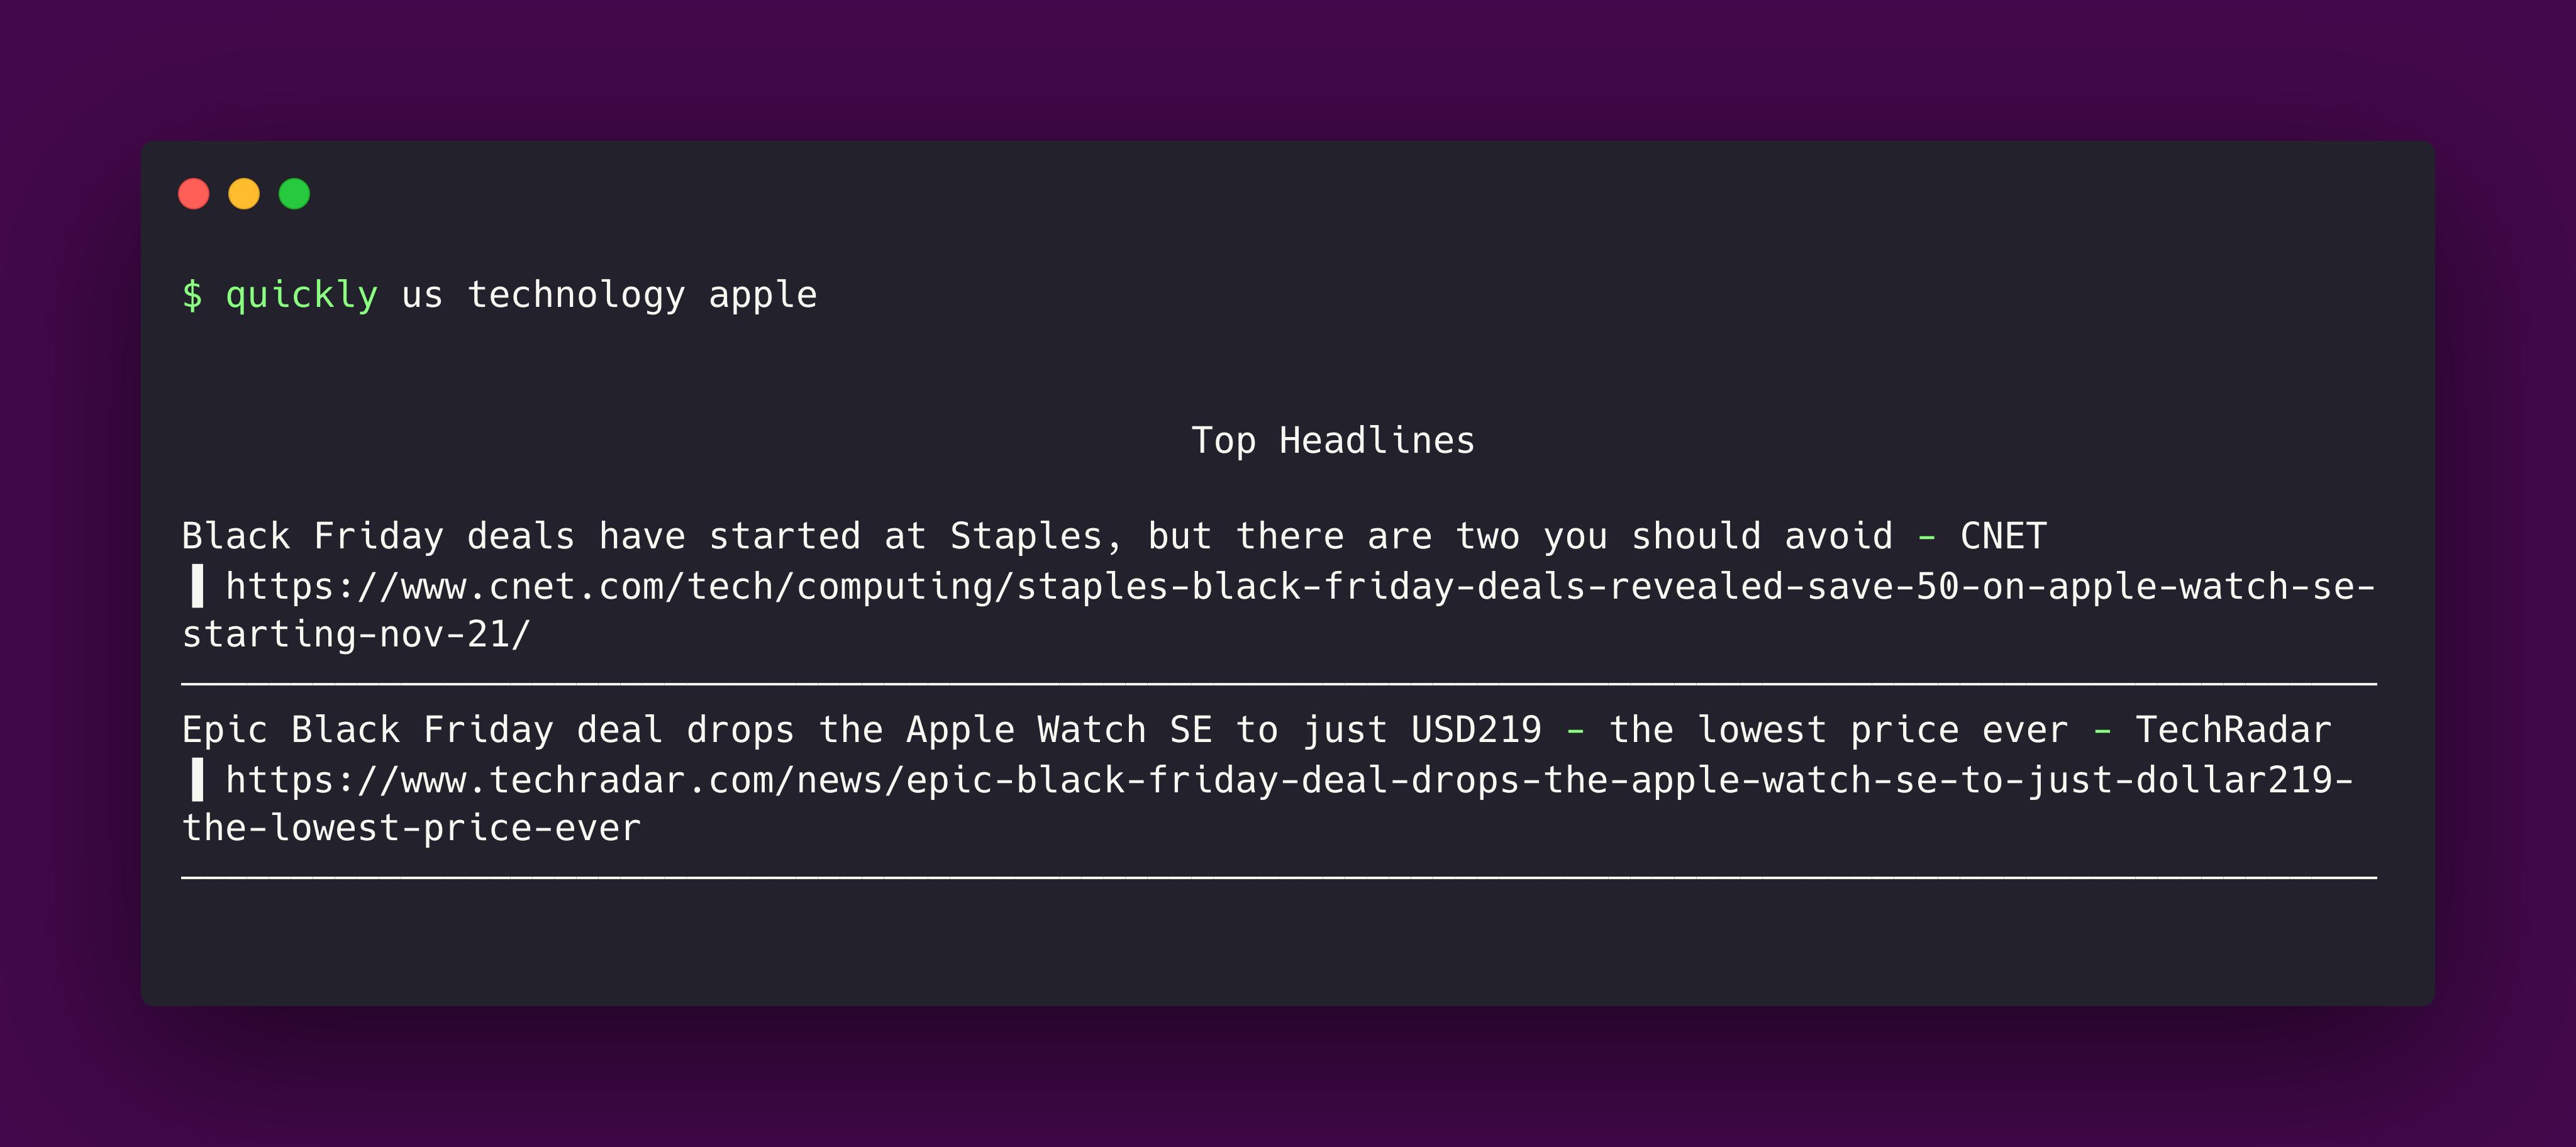 $ quickly us technology apple
Top Headlines
Black Friday deals have started at Staples, but there are two you should avoid - CNET
▌ https://www.cnet.com/tech/computing/staples-black-friday-deals-revealed-save-50-on-apple-watch-se-
starting-nov-21/
Epic Black Friday deal drops the Apple Watch SE to just USD219 - the lowest price ever - TechRadar
▌ https://www.techradar.com/news/epic-black-friday-deal-drops-the-apple-watch-se-to-just-dollar219-
the-lowest-price-ever